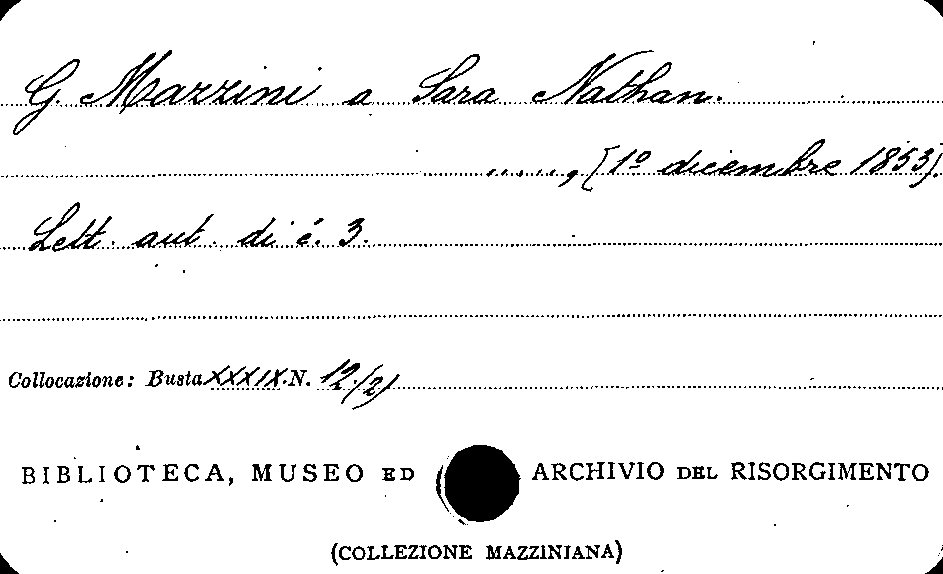 G. Mazzini a Sara Nathan.
......, [1º dicembre 1853].
Lett. aut. di c. 3.
Collocazione: Busta XXXIX. N. 12/2)
BIBLIOTECA, MUSEO ED ARCHIVIO DEL RISORGIMENTO
(COLLEZIONE MAZZINIANA)